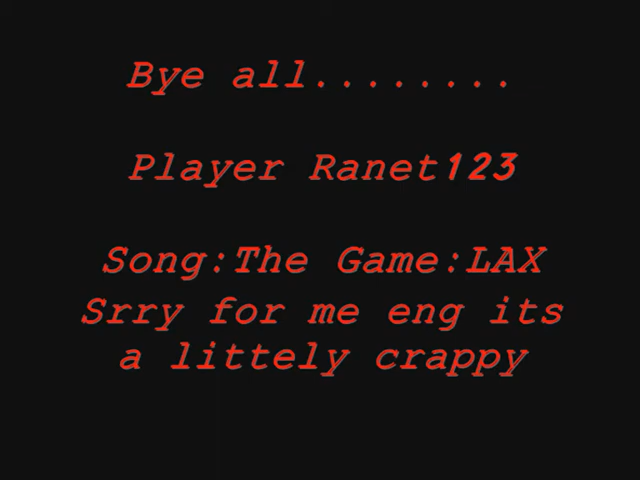 Bye all........
Player Ranet123
Song:The Game:LAX
Srry for me eng its
a littely crappy